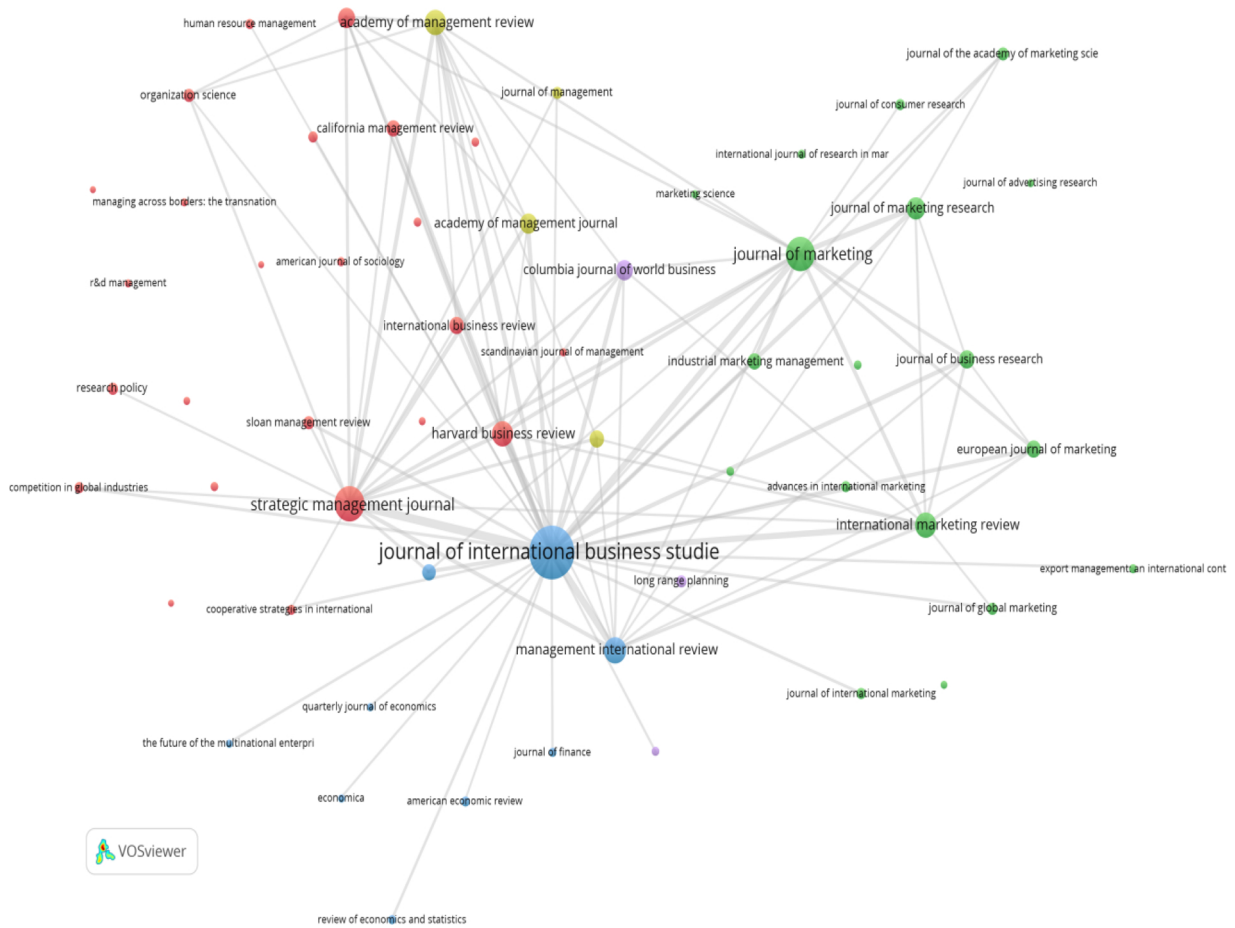 human resource management
academy of management review
journal of the academy of marketing scie
organization science
journal of management
journal of consumer research
california management review
international journal of research in mar
journal of advertising research
marketing science
managing across borders: the transnation
journal of marketing research
academy of management journal
journal of marketing
american journal of sociology
columbia journal of world business
r&d management
international business review
scandinavian journal of management
industrial marketing management
journal of business research
research policy
sloan management review
harvard business review
european journal of marketing
competition in global industries
advances in international marketing
strategic management journal
international marketing review
journal of international business studie
export management: an international cont
long range planning
cooperative strategies in international
journal of global marketing
management international review
journal of international marketing
quarterly journal of economics
the future of the multinational enterpri
journal of finance
economica
american economic review
VOSviewer
review of economics and statistics